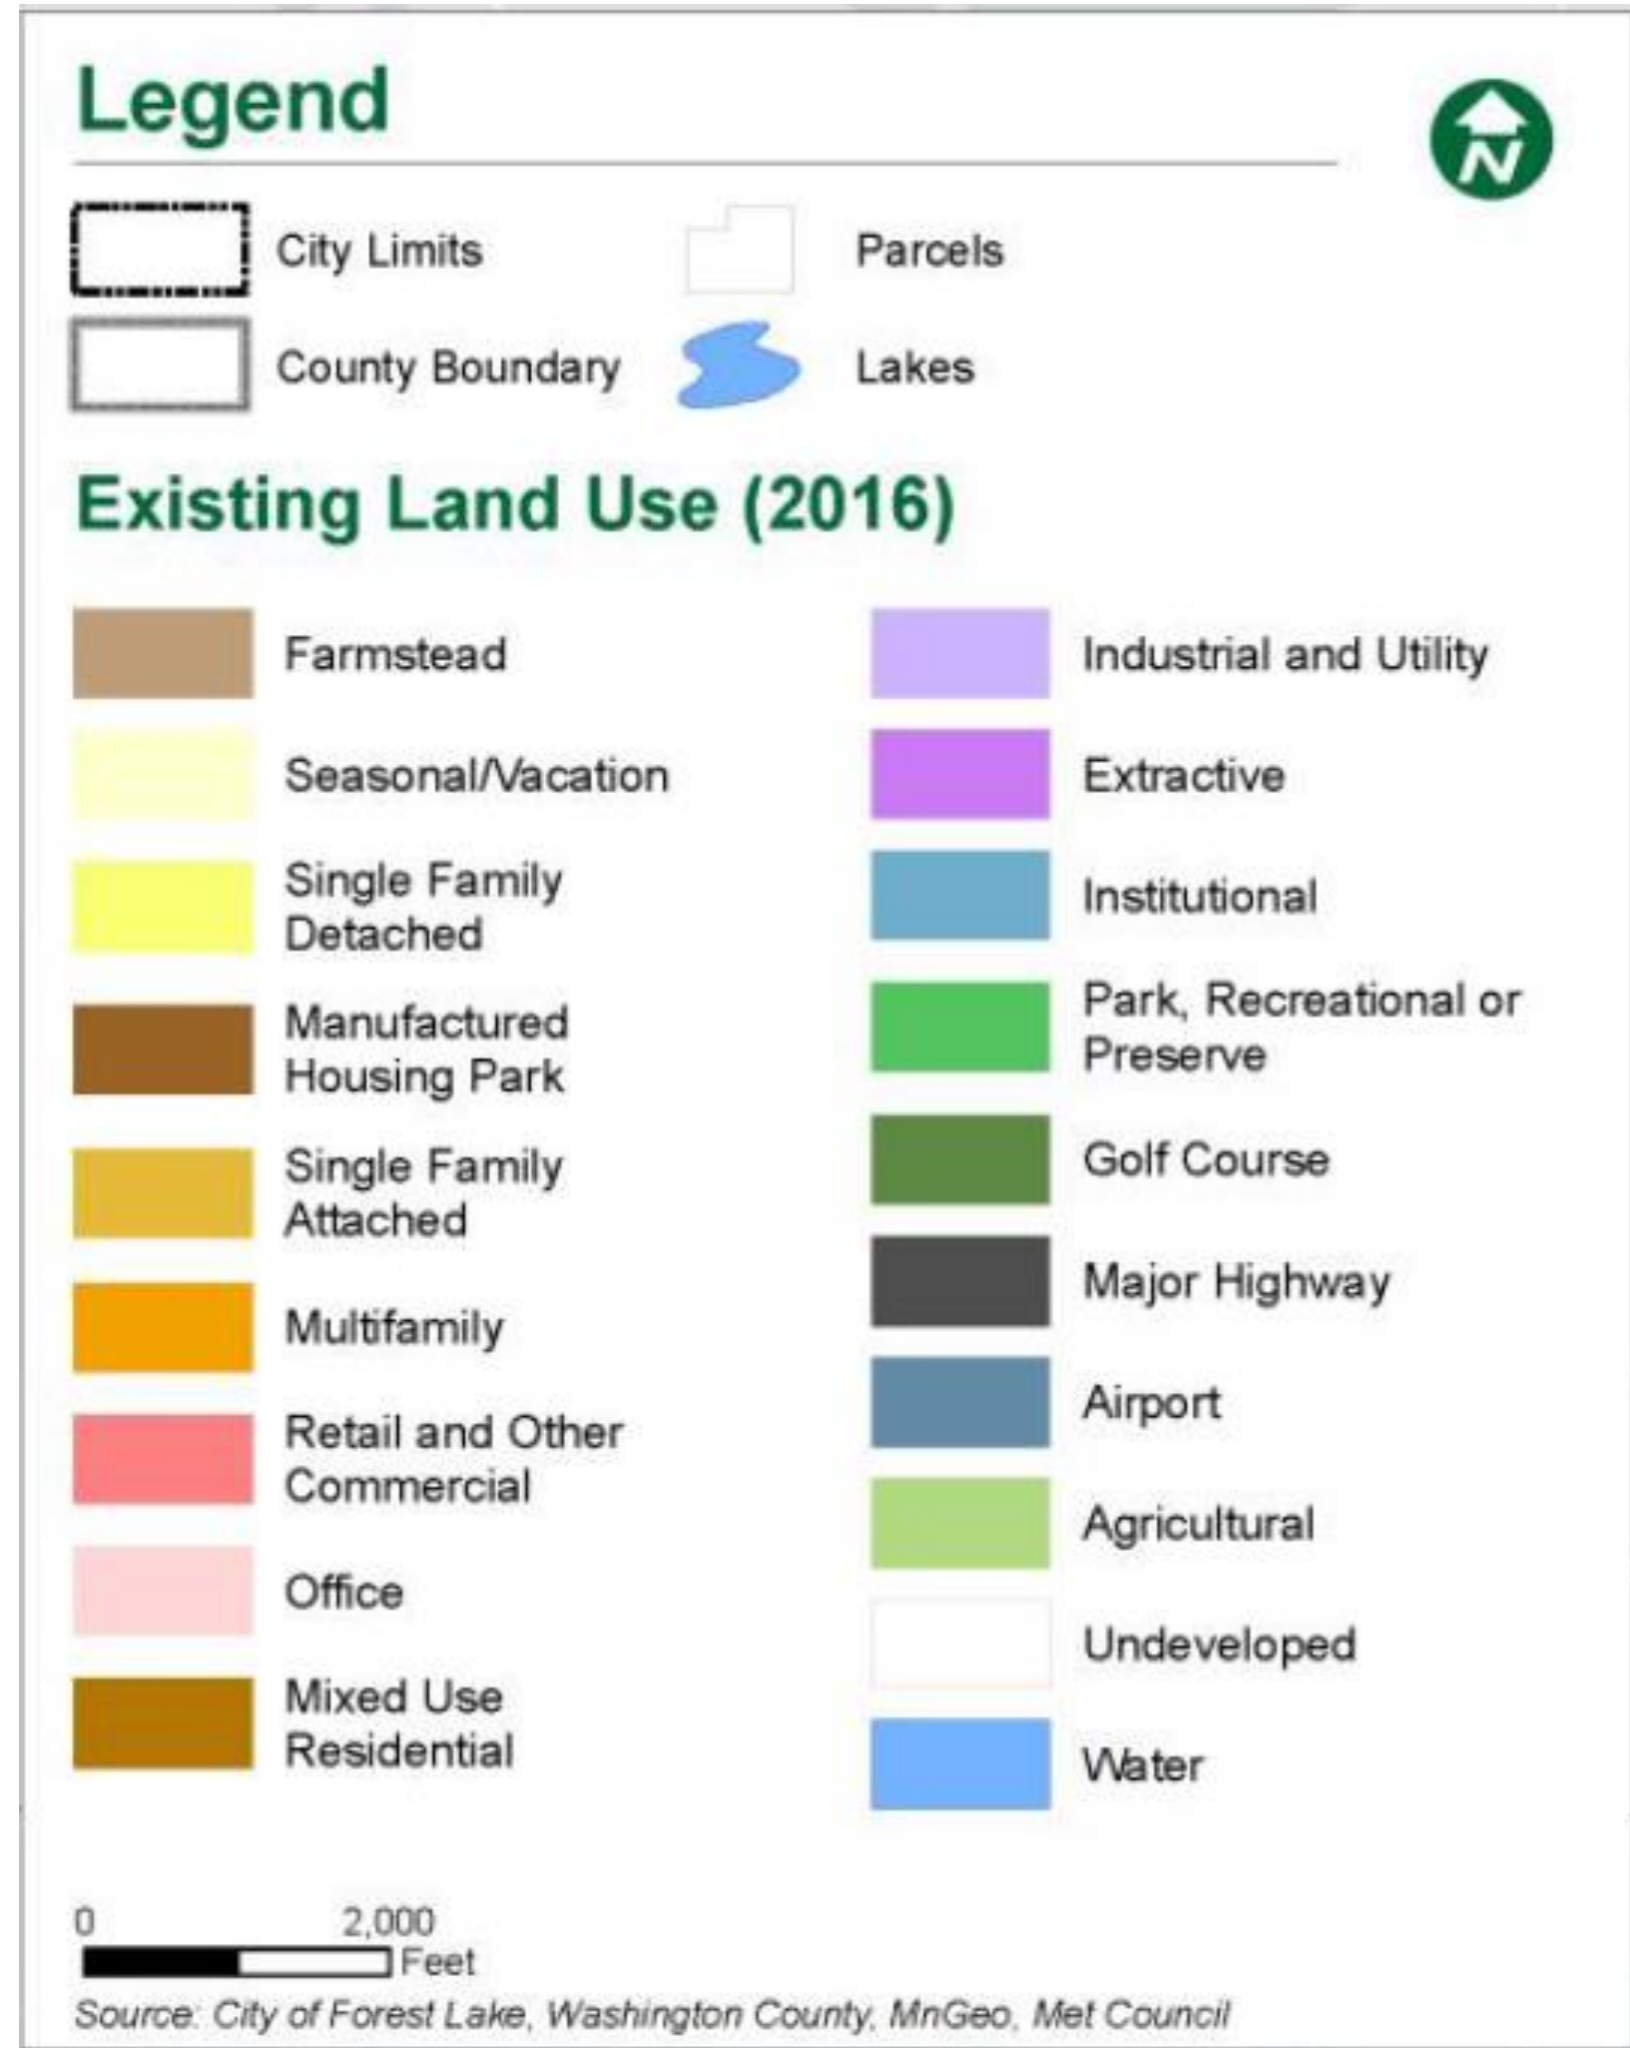 Legend
N
City Limits
Parcels
County Boundary
Lakes
Existing Land Use (2016)
Farmstead
Seasonal/Vacation
Single Family
Detached
Manufactured
Housing Park
Single Family
Attached
Multifamily
Retail and Other
Commercial
Office
Mixed Use
Residential
Industrial and Utility
Extractive
Institutional
Park, Recreational or
Preserve
Golf Course
Major Highway
Airport
Agricultural
Undeveloped
Water
0 2,000
Feet
Source: City of Forest Lake, Washington County, MnGeo, Met Council